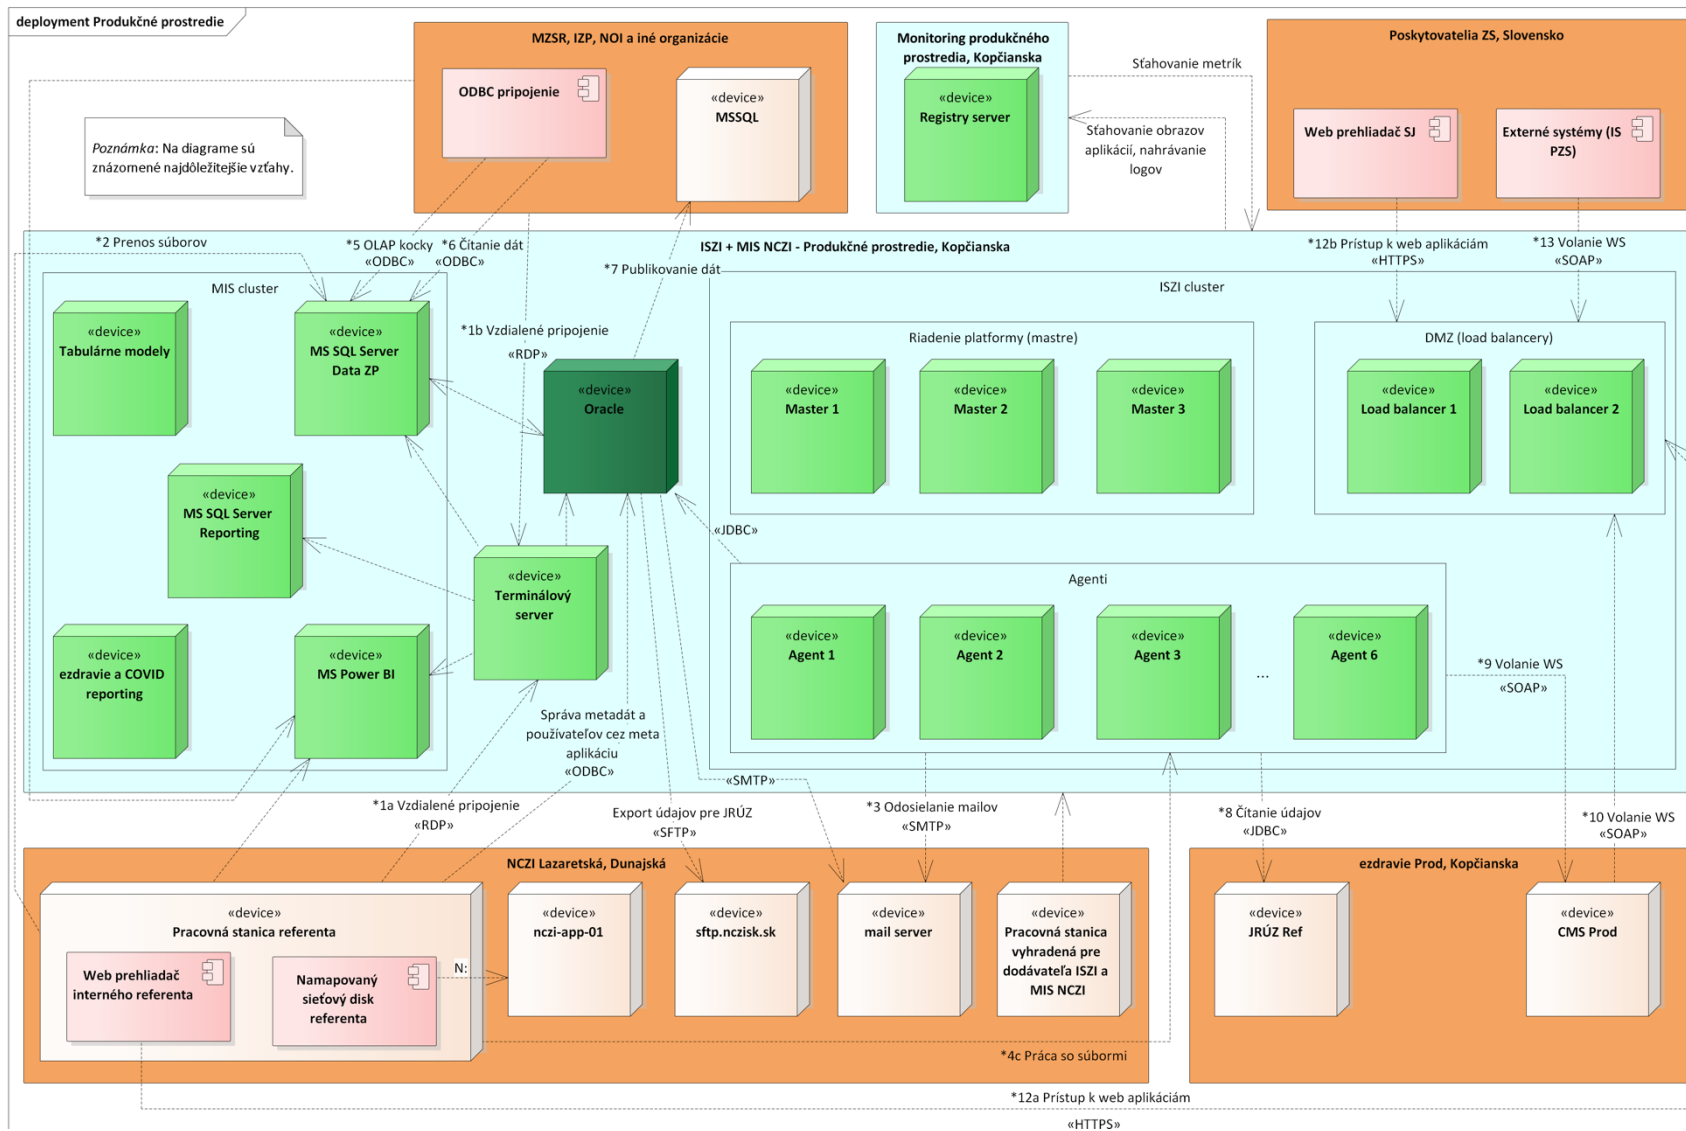 deployment Produkčné prostredie
Poznámka: Na diagrame sú
znázornené najdôležitejšie vzťahy.
MZSR, IZP, NOI a iné organizácie
ODBC pripojenie
«device»
MSSQL
Monitoring produkčného
prostredia, Kopčianska
«device»
Registry server
Sťahovanie metrík
Sťahovanie obrazov
aplikácií, nahrávanie
logov
Poskytovatelia ZS, Slovensko
Web prehliadač SJ
Externé systémy (IS
PZS)
*2 Prenos súborov
*5 OLAP kocky
«ODBC»
*6 Čítanie dát
«ODBC»
ISZI + MIS NCZI - Produkčné prostredie, Kopčianska
*7 Publikovanie dát
*12b Prístup k web aplikáciám
«HTTPS»
*13 Volanie WS
«SOAP»
MIS cluster
«device»
Tabulárne modely
«device»
MS SQL Server
Data ZP
*1b Vzdialené pripojenie
«RDP»
«device»
Oracle
«device»
MS SQL Server
Reporting
«device»
Terminálový
server
«device»
ezdravie a COVID
reporting
«device»
MS Power BI
ISZI cluster
Riadenie platformy (mastre)
«device»
Master 1
«device»
Master 2
«device»
Master 3
DMZ (load balancery)
«device»
Load balancer 1
«device»
Load balancer 2
«JDBC»
Agenti
«device»
Agent 1
«device»
Agent 2
«device»
Agent 3
...
«device»
Agent 6
*9 Volanie WS
«SOAP»
Správa metadát a
používateľov cez meta
aplikáciu
«ODBC»
«SMTP»
*1a Vzdialené pripojenie
«RDP»
Export údajov pre JRÚZ
«SFTP»
*3 Odosielanie mailov
«SMTP»
*8 Čítanie údajov
«JDBC»
*10 Volanie WS
«SOAP»
NCZI Lazaretská, Dunajská
«device»
Pracovná stanica referenta
Web prehliadač
interného referenta
Namapovaný
sieťový disk
referenta
N:
«device»
nczi-app-01
«device»
sftp.nczisk.sk
«device»
mail server
«device»
Pracovná stanica
vyhradená pre
dodávateľa ISZI a
MIS NCZI
*4c Práca so súbormi
ezdravie Prod, Kopčianska
«device»
JRÚZ Ref
«device»
CMS Prod
*12a Prístup k web aplikáciám
«HTTPS»